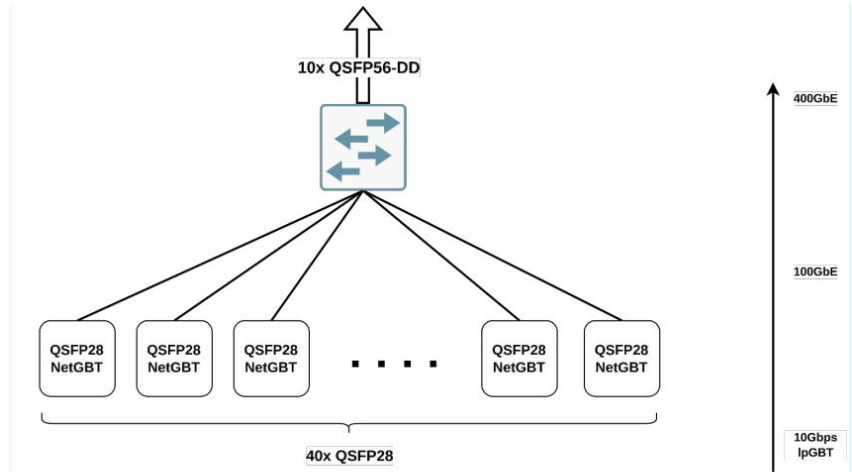 10x QSFP56-DD
400GbE
100GbE
QSFP28
NetGBT
QSFP28
NetGBT
QSFP28
NetGBT
QSFP28
NetGBT
QSFP28
NetGBT
10Gbps
lpGBT
40x QSFP28